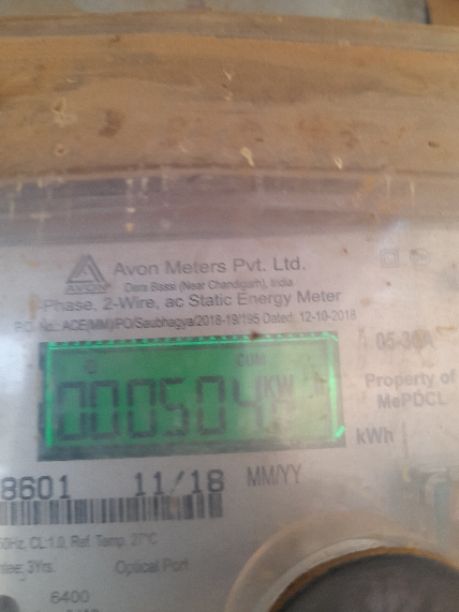 Avon Meters Pvt. Ltd.
AVON
Dera Bassi (Near Chandigarh), India
Phase, 2-Wire, ac Static Energy Meter
P.O. No.: ACE(MM)/PO/Saubhagya/2018-19/195 Dated: 12-10-2018
05-30A
CUM
000504 KW
Property of
MePDCL
kWh
8601 11/18 MM/YY
50Hz, CL:1.0, Ref. Temp. 27°C
3Yrs. Optical Port
6400